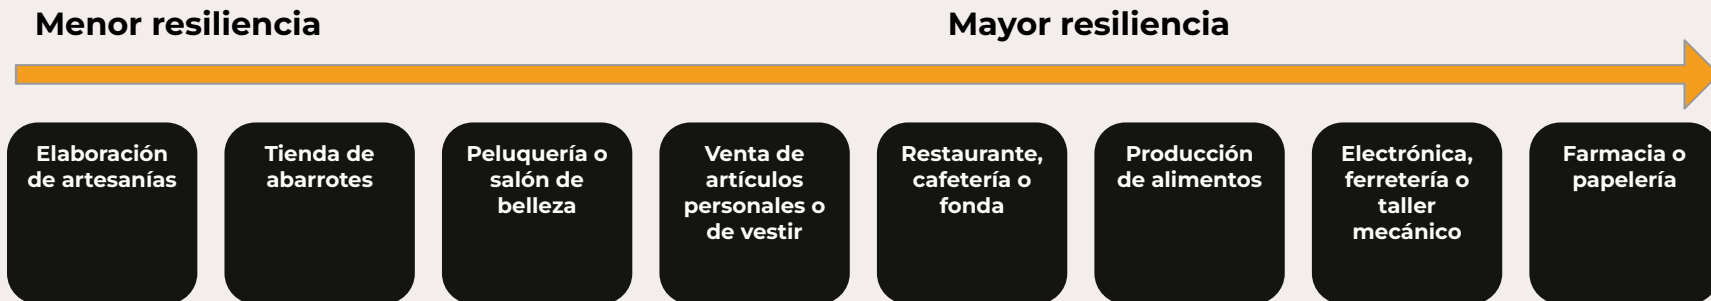 Menor resiliencia
Mayor resiliencia
Elaboración
de artesanías
Tienda de
abarrotes
Peluquería o
salón de
belleza
Venta de
artículos
personales o
de vestir
Restaurante,
cafetería o
fonda
Producción
de alimentos
Electrónica,
ferretería o
taller
mecánico
Farmacia o
papelería